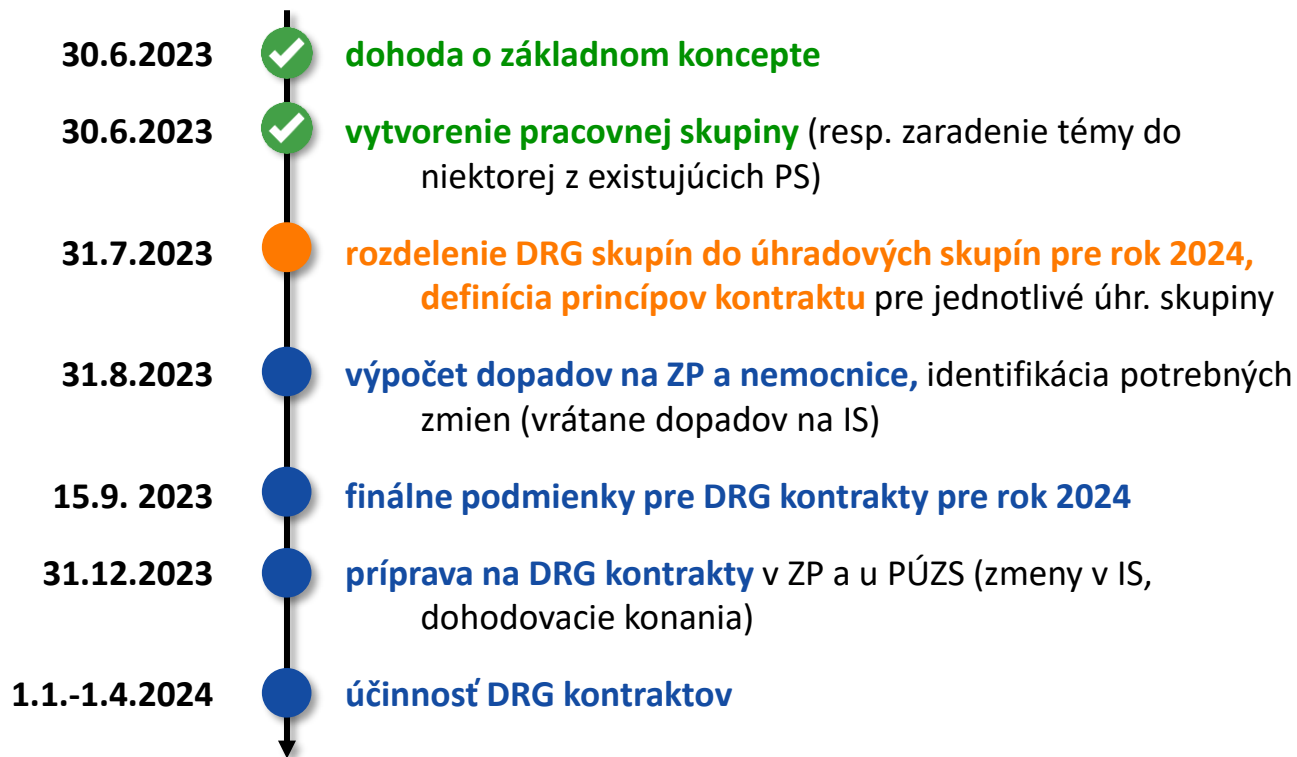 30.6.2023 dohoda o základnom koncepte
30.6.2023 vytvorenie pracovnej skupiny (resp. zaradenie témy do
niektorej z existujúcich PS)
31.7.2023 rozdelenie DRG skupín do úhradových skupín pre rok 2024,
definícia princípov kontraktu pre jednotlivé úhr. skupiny
31.8.2023 výpočet dopadov na ZP a nemocnice, identifikácia potrebných
zmien (vrátane dopadov na IS)
15.9. 2023 finálne podmienky pre DRG kontrakty pre rok 2024
31.12.2023 príprava na DRG kontrakty v ZP a u PÚZS (zmeny v IS,
dohodovacie konania)
1.1.-1.4.2024 účinnosť DRG kontraktov